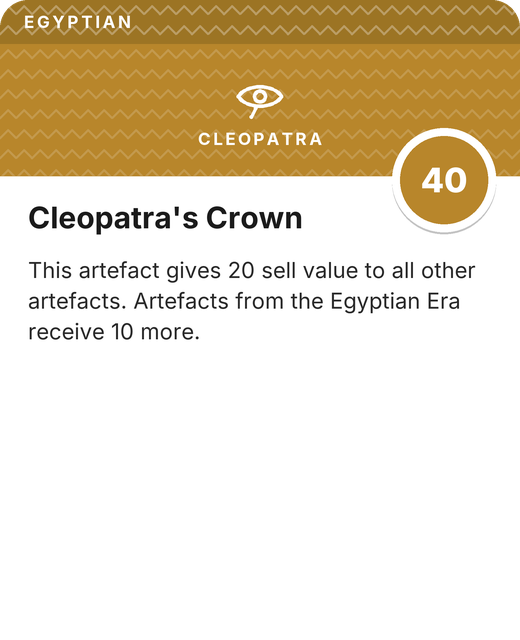 EGYPTIAN
CLEOPATRA
40
Cleopatra's Crown
This artefact gives 20 sell value to all other
artefacts. Artefacts from the Egyptian Era
receive 10 more.